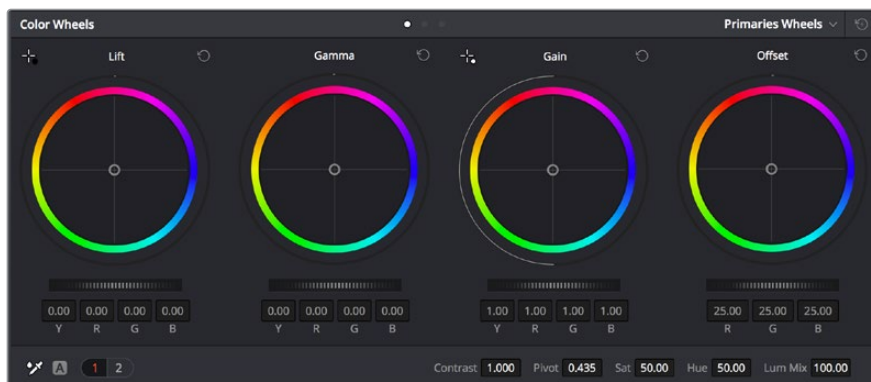 Color Wheels Primaries Wheels
Lift Gamma Gain Offset
0.00 0.00 0.00 0.00 0.00 0.00 0.00 0.00 1.00 1.00 1.00 1.00 25.00 25.00 25.00
Y R G B Y R G B Y R G B R G B
A 1 2 Contrast 1.000 Pivot 0.435 Sat 50.00 Hue 50.00 Lum Mix 100.00